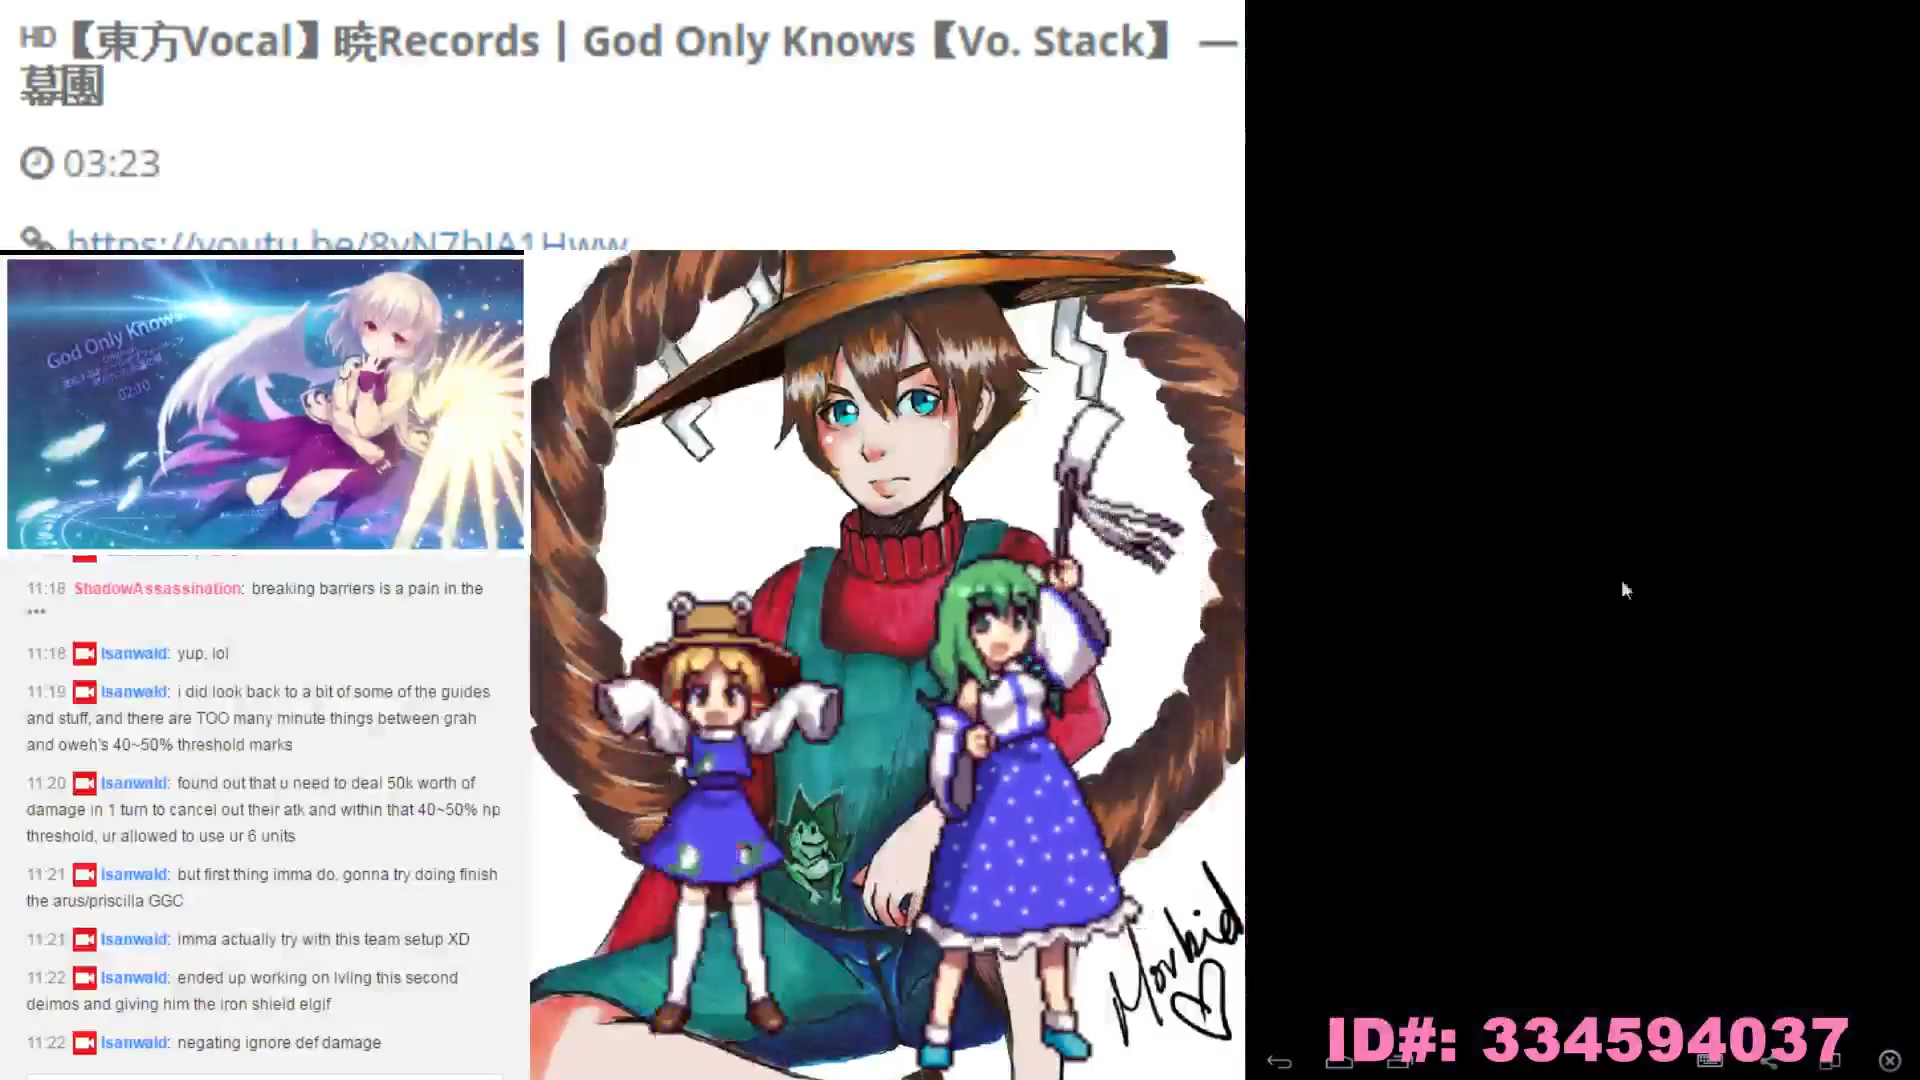 HD【東方Vocal】暁Records | God Only Knows【Vo. Stack】 —
幕團
03:23
https://youtu.be/8yN7bIA1Hww
God Only Knows
02:10
11:18 ShadowAssassination: breaking barriers is a pain in the
***
11:18 Isanwald: yup, lol
11:19 Isanwald: i did look back to a bit of some of the guides
and stuff, and there are TOO many minute things between grah
and oweh's 40~50% threshold marks
11:20 Isanwald: found out that u need to deal 50k worth of
damage in 1 turn to cancel out their atk and within that 40~50% hp
threshold, ur allowed to use ur 6 units
11:21 Isanwald: but first thing imma do, gonna try doing finish
the arus/priscilla GGC
11:21 Isanwald: imma actually try with this team setup XD
11:22 Isanwald: ended up working on lvling this second
deimos and giving him the iron shield elgif
11:22 Isanwald: negating ignore def damage
Morbid
ID#: 334594037